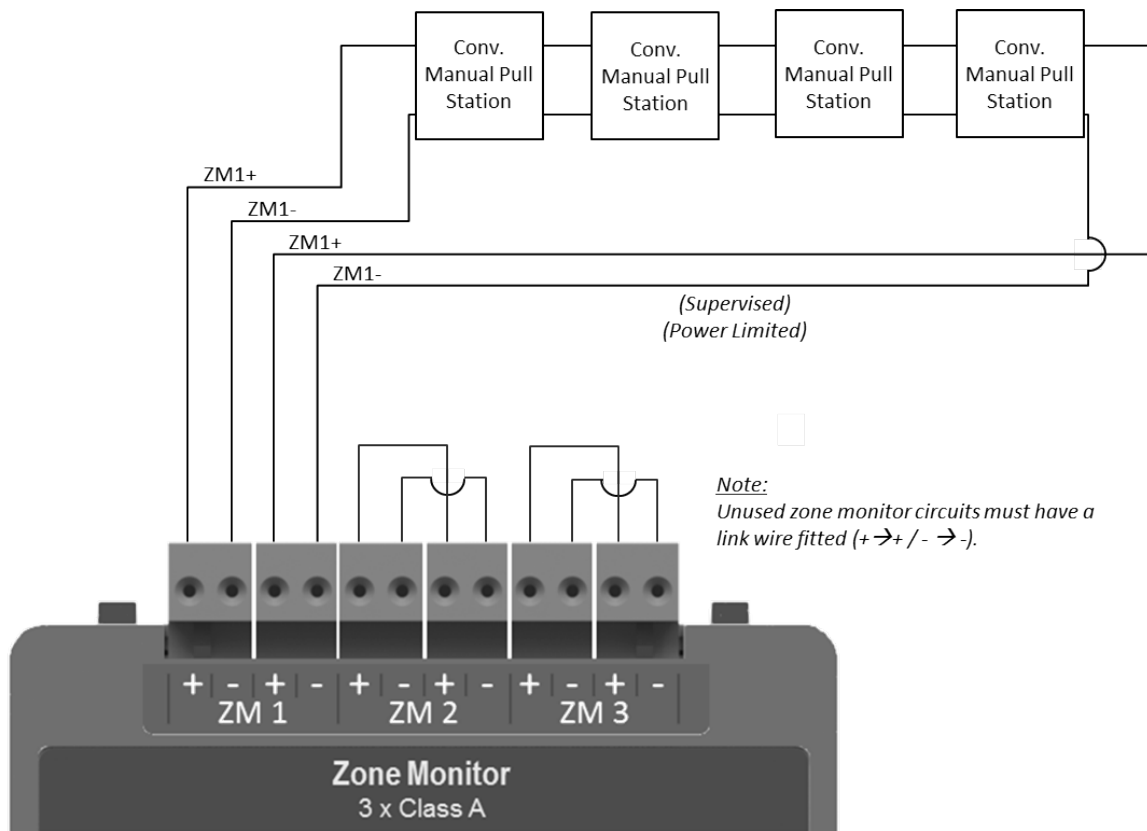 Conv.
Manual Pull
Station
Conv.
Manual Pull
Station
Conv.
Manual Pull
Station
Conv.
Manual Pull
Station
ZM1+
ZM1-
ZM1+
ZM1-
(Supervised)
(Power Limited)
Note:
Unused zone monitor circuits must have a
link wire fitted (+→+ / - → -).
+ - + - + - + - + - + -
ZM 1 ZM 2 ZM 3
Zone Monitor
3 x Class A